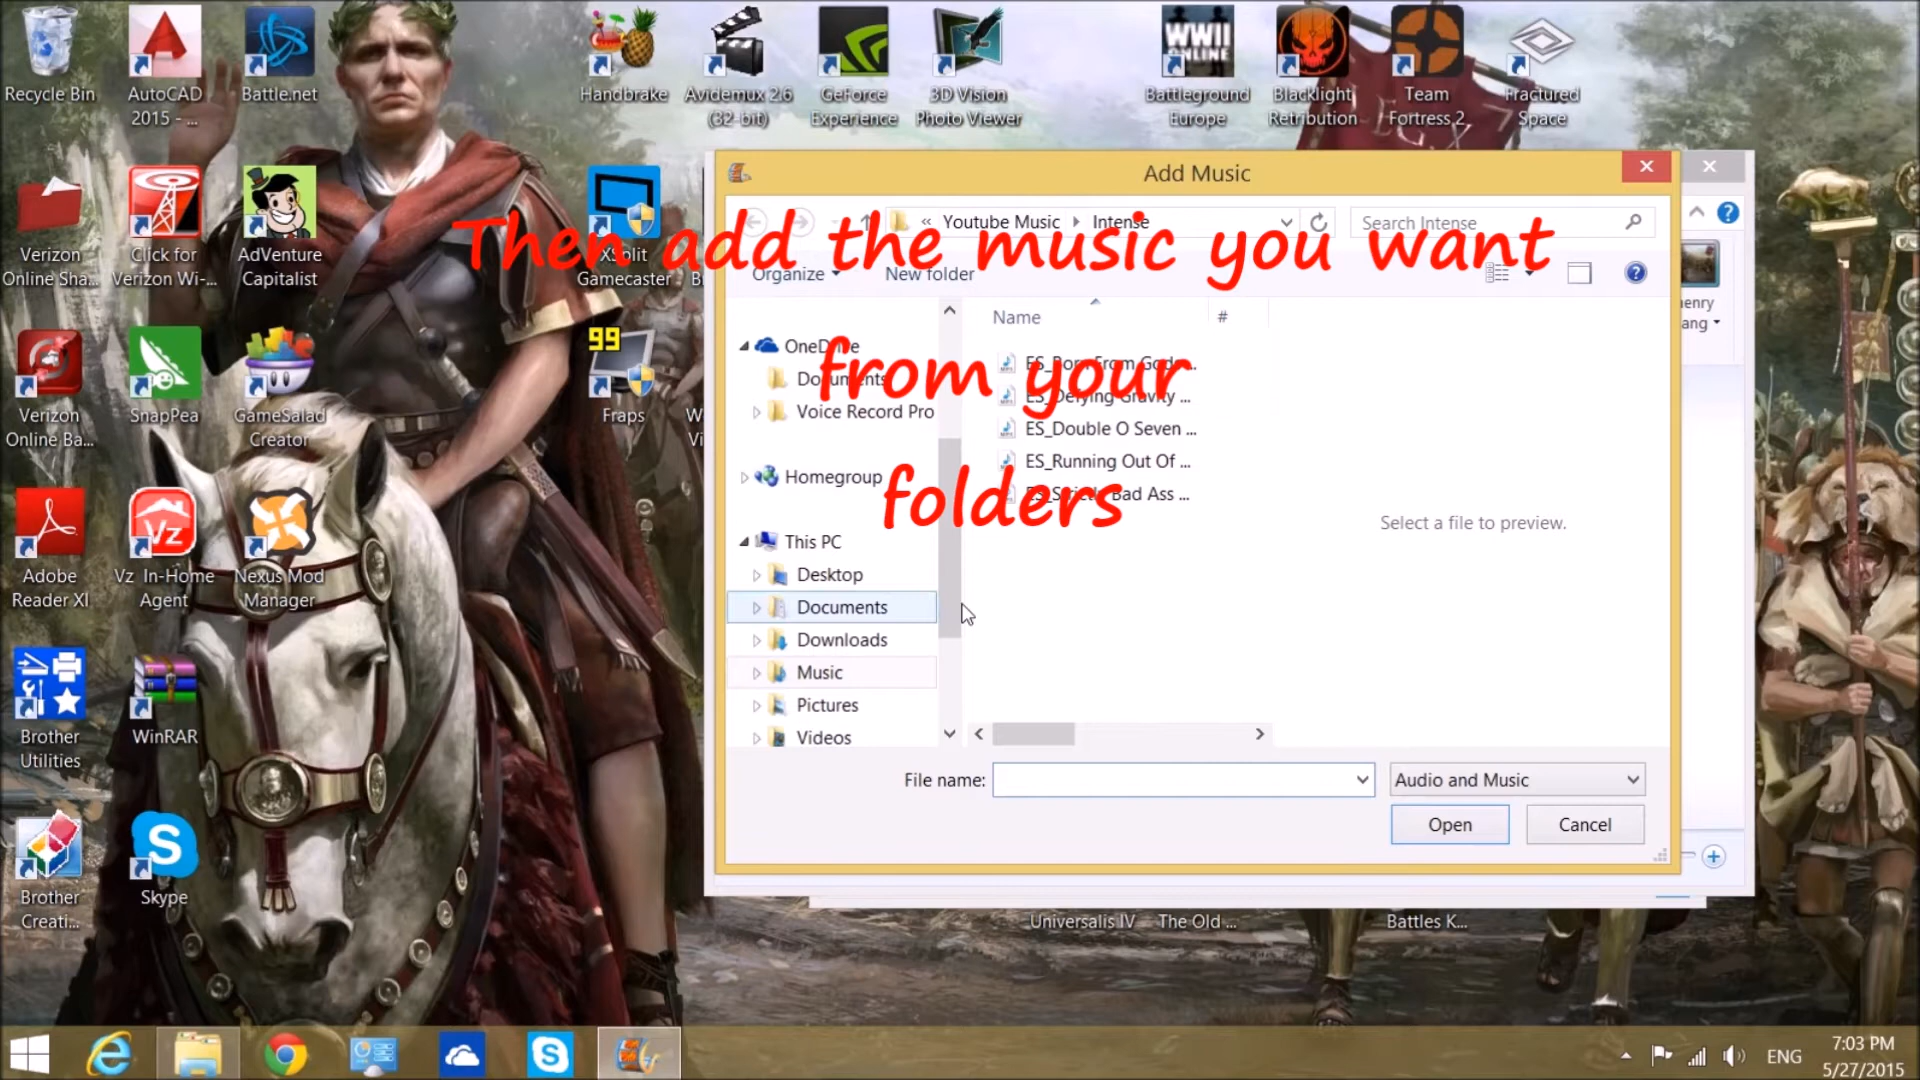 Recycle Bin
AutoCAD
2015 - ...
Battle.net
Handbrake
Avidemux 2.6
(32-bit)
GeForce
Experience
3D Vision
Photo Viewer
WWII
ONLINE
Battleground
Europe
Blacklight
Retribution
Team
Fortress 2
Fractured
Space
Verizon
Online Sha...
Click for
Verizon Wi-...
AdVenture
Capitalist
XSplit
Gamecaster
Verizon
Online Ba...
SnapPea
GameSalad
Creator
99
Fraps
Adobe
Reader XI
Vz
Vz In-Home
Agent
Nexus Mod
Manager
Brother
Utilities
WinRAR
Brother
Creati...
Skype
Add Music
« Youtube Music Intense
Search Intense
Organize
New folder
Then add the music you want
from your
folders
Name
#
OneDrive
Documents
Voice Record Pro
Homegroup
This PC
Desktop
Documents
Downloads
Music
Pictures
Videos
ES_Born From Gods...
ES_Defying Gravity ...
ES_Double O Seven ...
ES_Running Out Of ...
ES_Strictly Bad Ass ...
Select a file to preview.
File name:
Audio and Music
Open
Cancel
Universalis IV
The Old ...
Battles K...
ENG
7:03 PM
5/27/2015